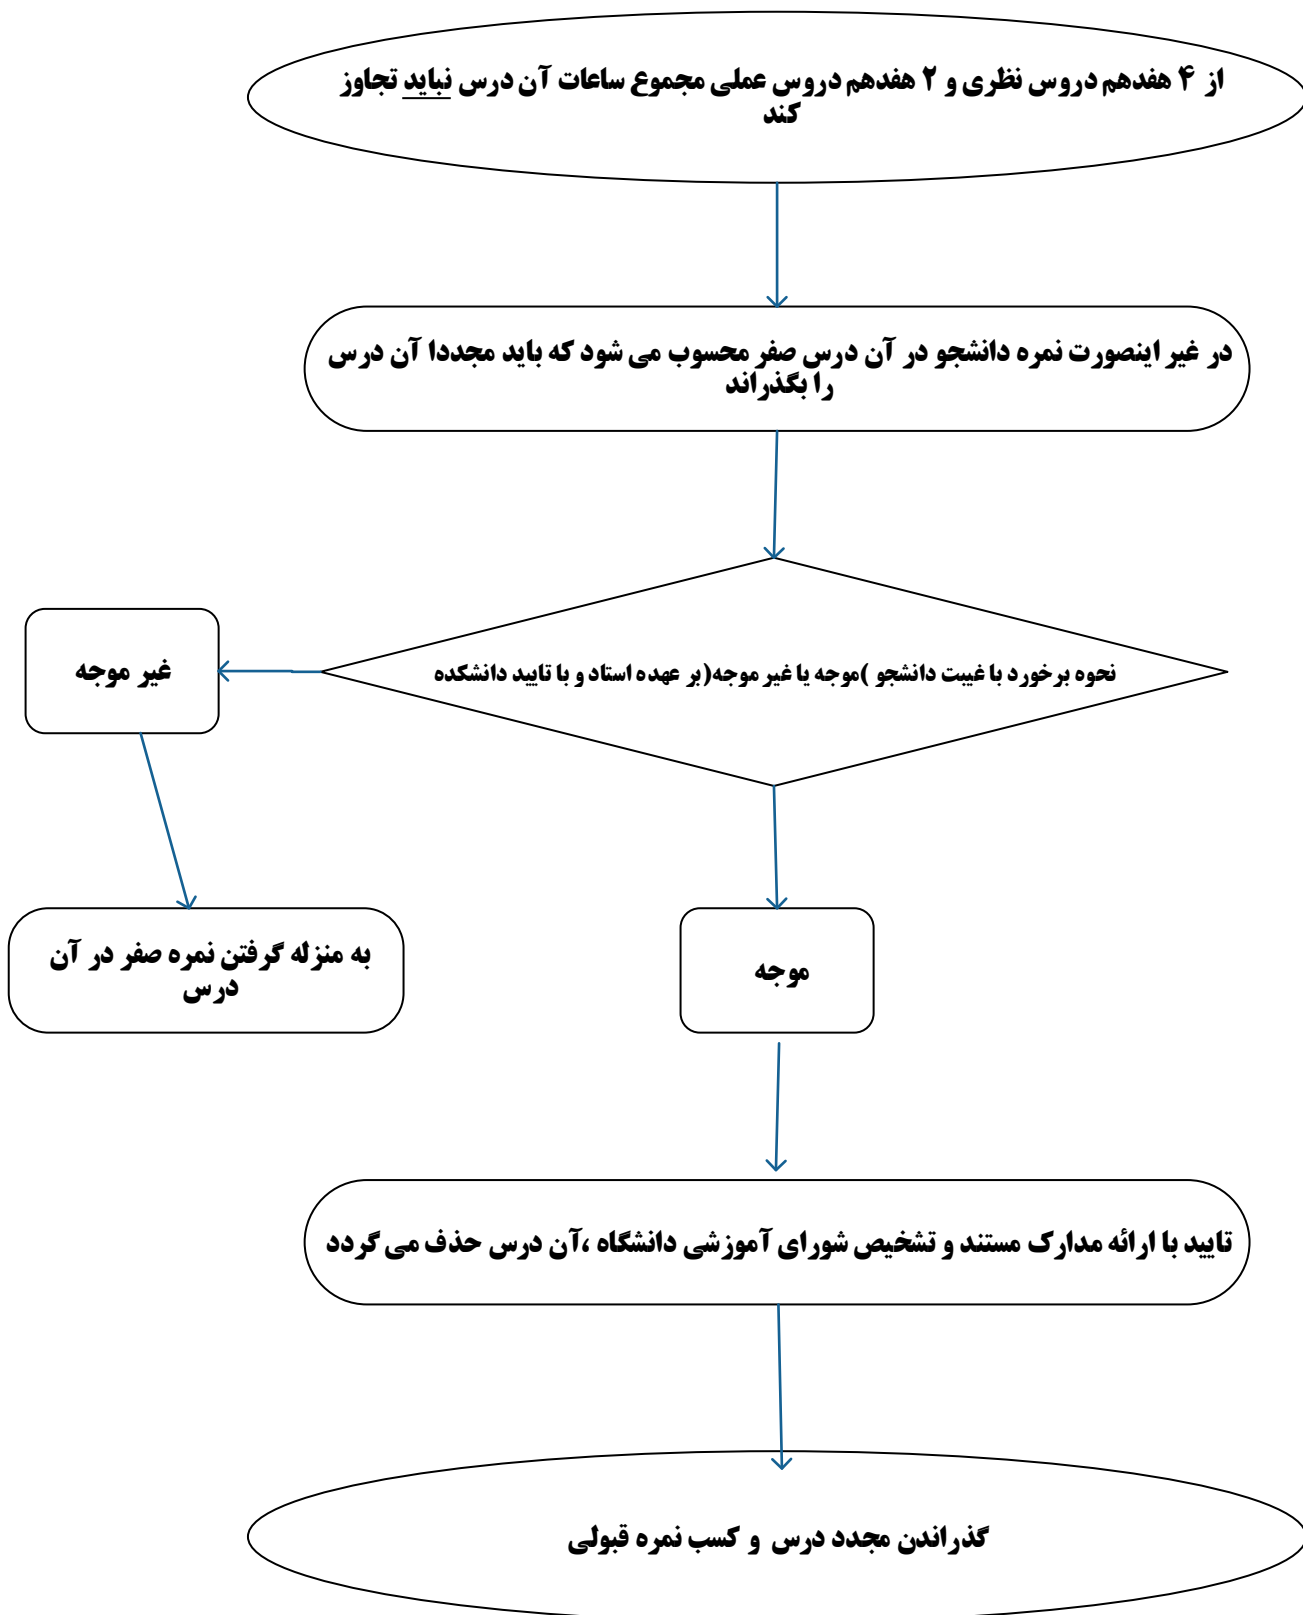 از ۴ هفدهم دروس نظری و ۲ هفدهم دروس عملی مجموع ساعات آن درس نباید تجاوز
کند
در غیر اینصورت نمره دانشجو در آن درس صفر محسوب می شود که باید مجددا آن درس
را بگذراند
نحوه برخورد با غیبت دانشجو )موجه یا غیر موجه(بر عهده استاد و با تایید دانشکده
غیر موجه
به منزله گرفتن نمره صفر در آن
درس
موجه
تایید با ارائه مدارک مستند و تشخیص شورای آموزشی دانشگاه ،آن درس حذف می گردد
گذراندن مجدد درس و کسب نمره قبولی